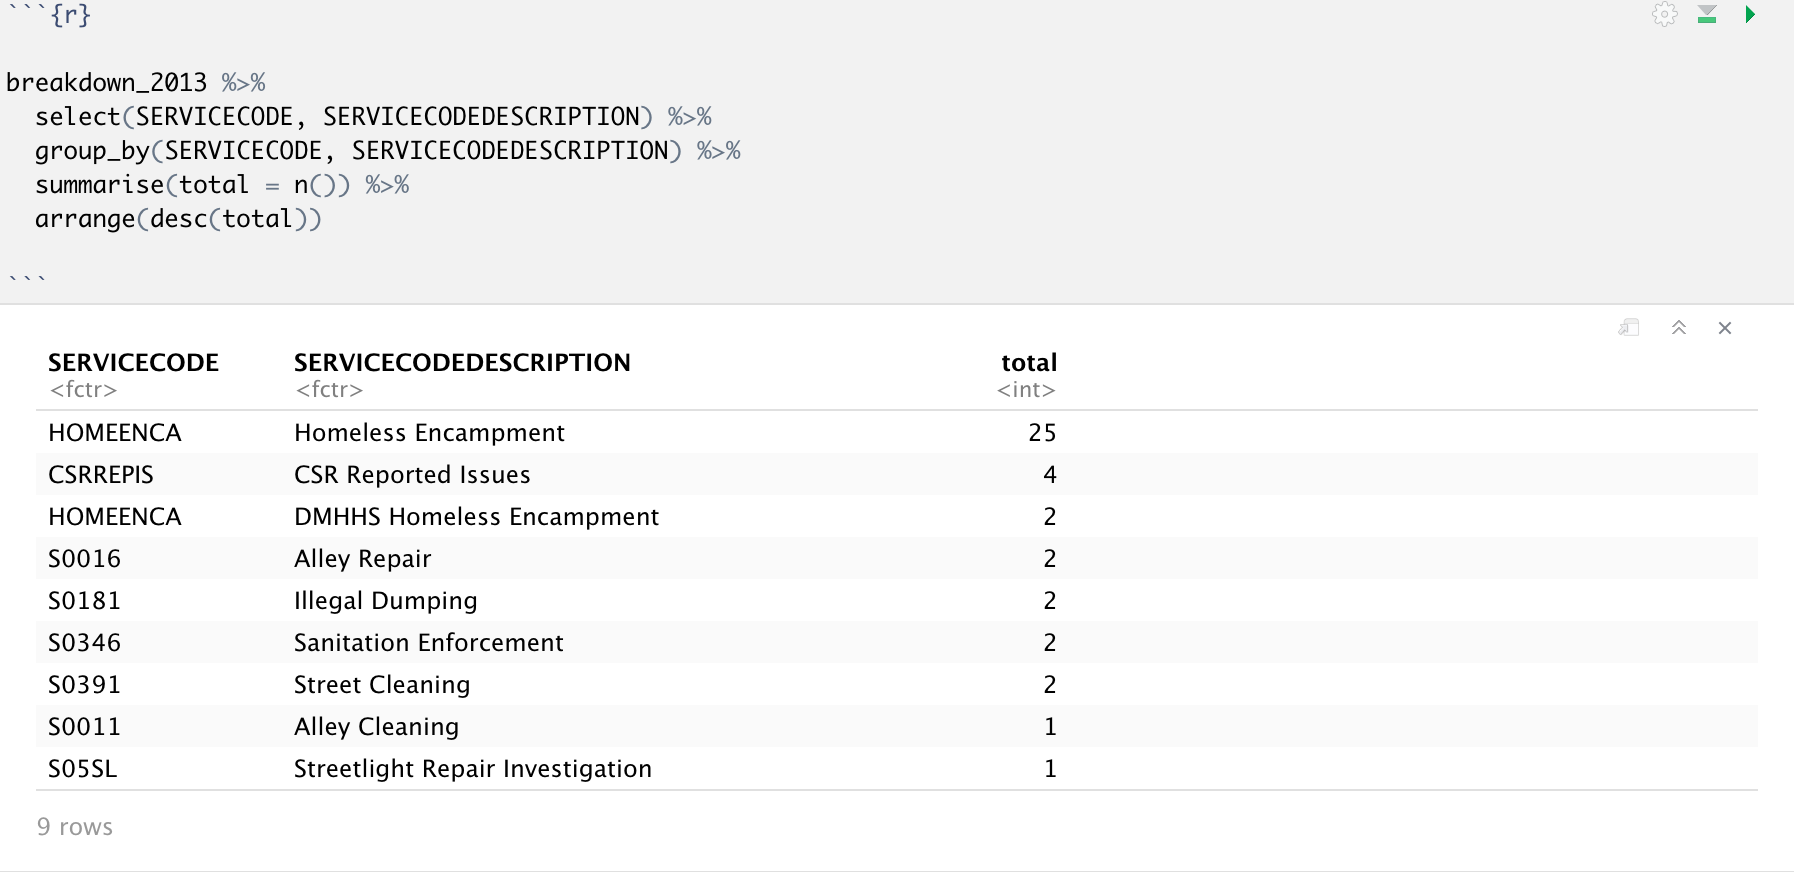 ```{r}
breakdown_2013 %>%
select(SERVICECODE, SERVICECODEDESCRIPTION) %>%
group_by(SERVICECODE, SERVICECODEDESCRIPTION) %>%
summarise(total = n()) %>%
arrange(desc(total))
```
SERVICECODE SERVICECODEDESCRIPTION total
<fctr> <fctr> <int>
HOMEENCA Homeless Encampment 25
CSRREPIS CSR Reported Issues 4
HOMEENCA DMHHS Homeless Encampment 2
S0016 Alley Repair 2
S0181 Illegal Dumping 2
S0346 Sanitation Enforcement 2
S0391 Street Cleaning 2
S0011 Alley Cleaning 1
S05SL Streetlight Repair Investigation 1
9 rows